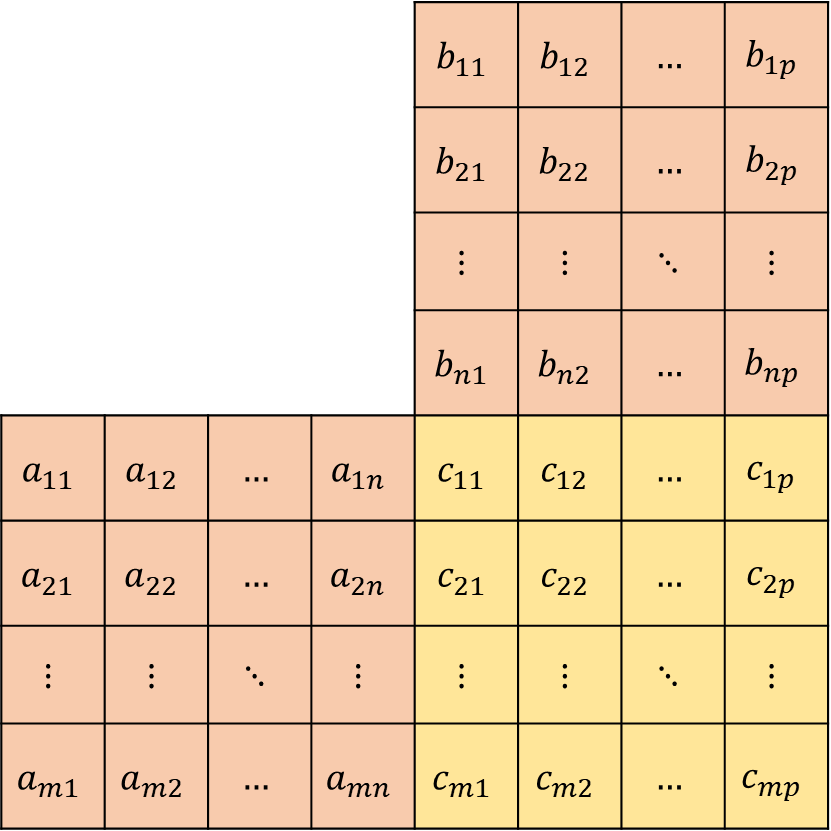 b₁₁ b₁₂ ... b₁ₚ
b₂₁ b₂₂ ... b₂ₚ
⋮ ⋮ ⋱ ⋮
bₙ₁ bₙ₂ ... bₙₚ
a₁₁ a₁₂ ... a₁ₙ c₁₁ c₁₂ ... c₁ₚ
a₂₁ a₂₂ ... a₂ₙ c₂₁ c₂₂ ... c₂ₚ
⋮ ⋮ ⋱ ⋮ ⋮ ⋮ ⋱ ⋮
aₘ₁ aₘ₂ ... aₘₙ cₘ₁ cₘ₂ ... cₘₚ